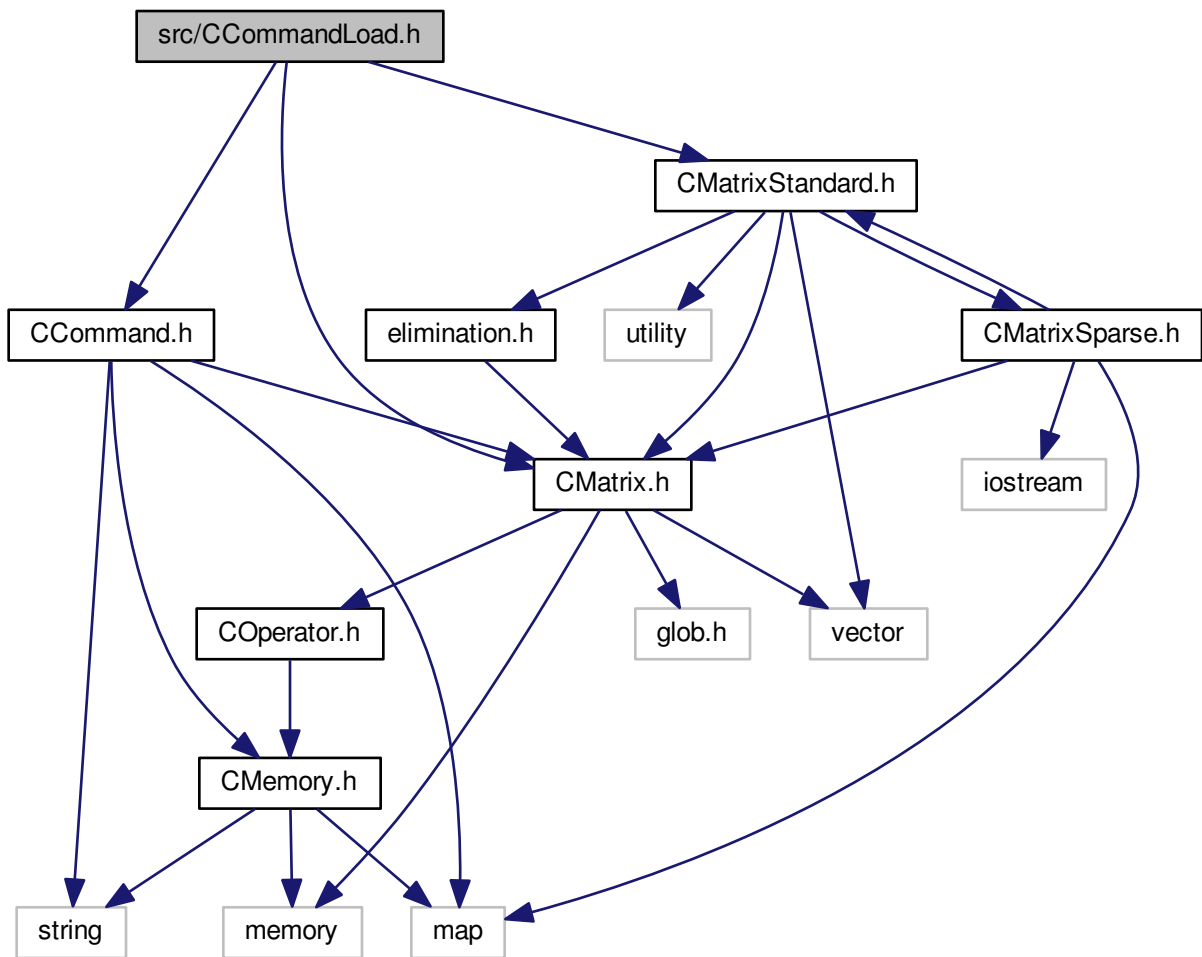 src/CCommandLoad.h
CMatrixStandard.h
CCommand.h
elimination.h
utility
CMatrixSparse.h
CMatrix.h
iostream
COperator.h
glob.h
vector
CMemory.h
string
memory
map